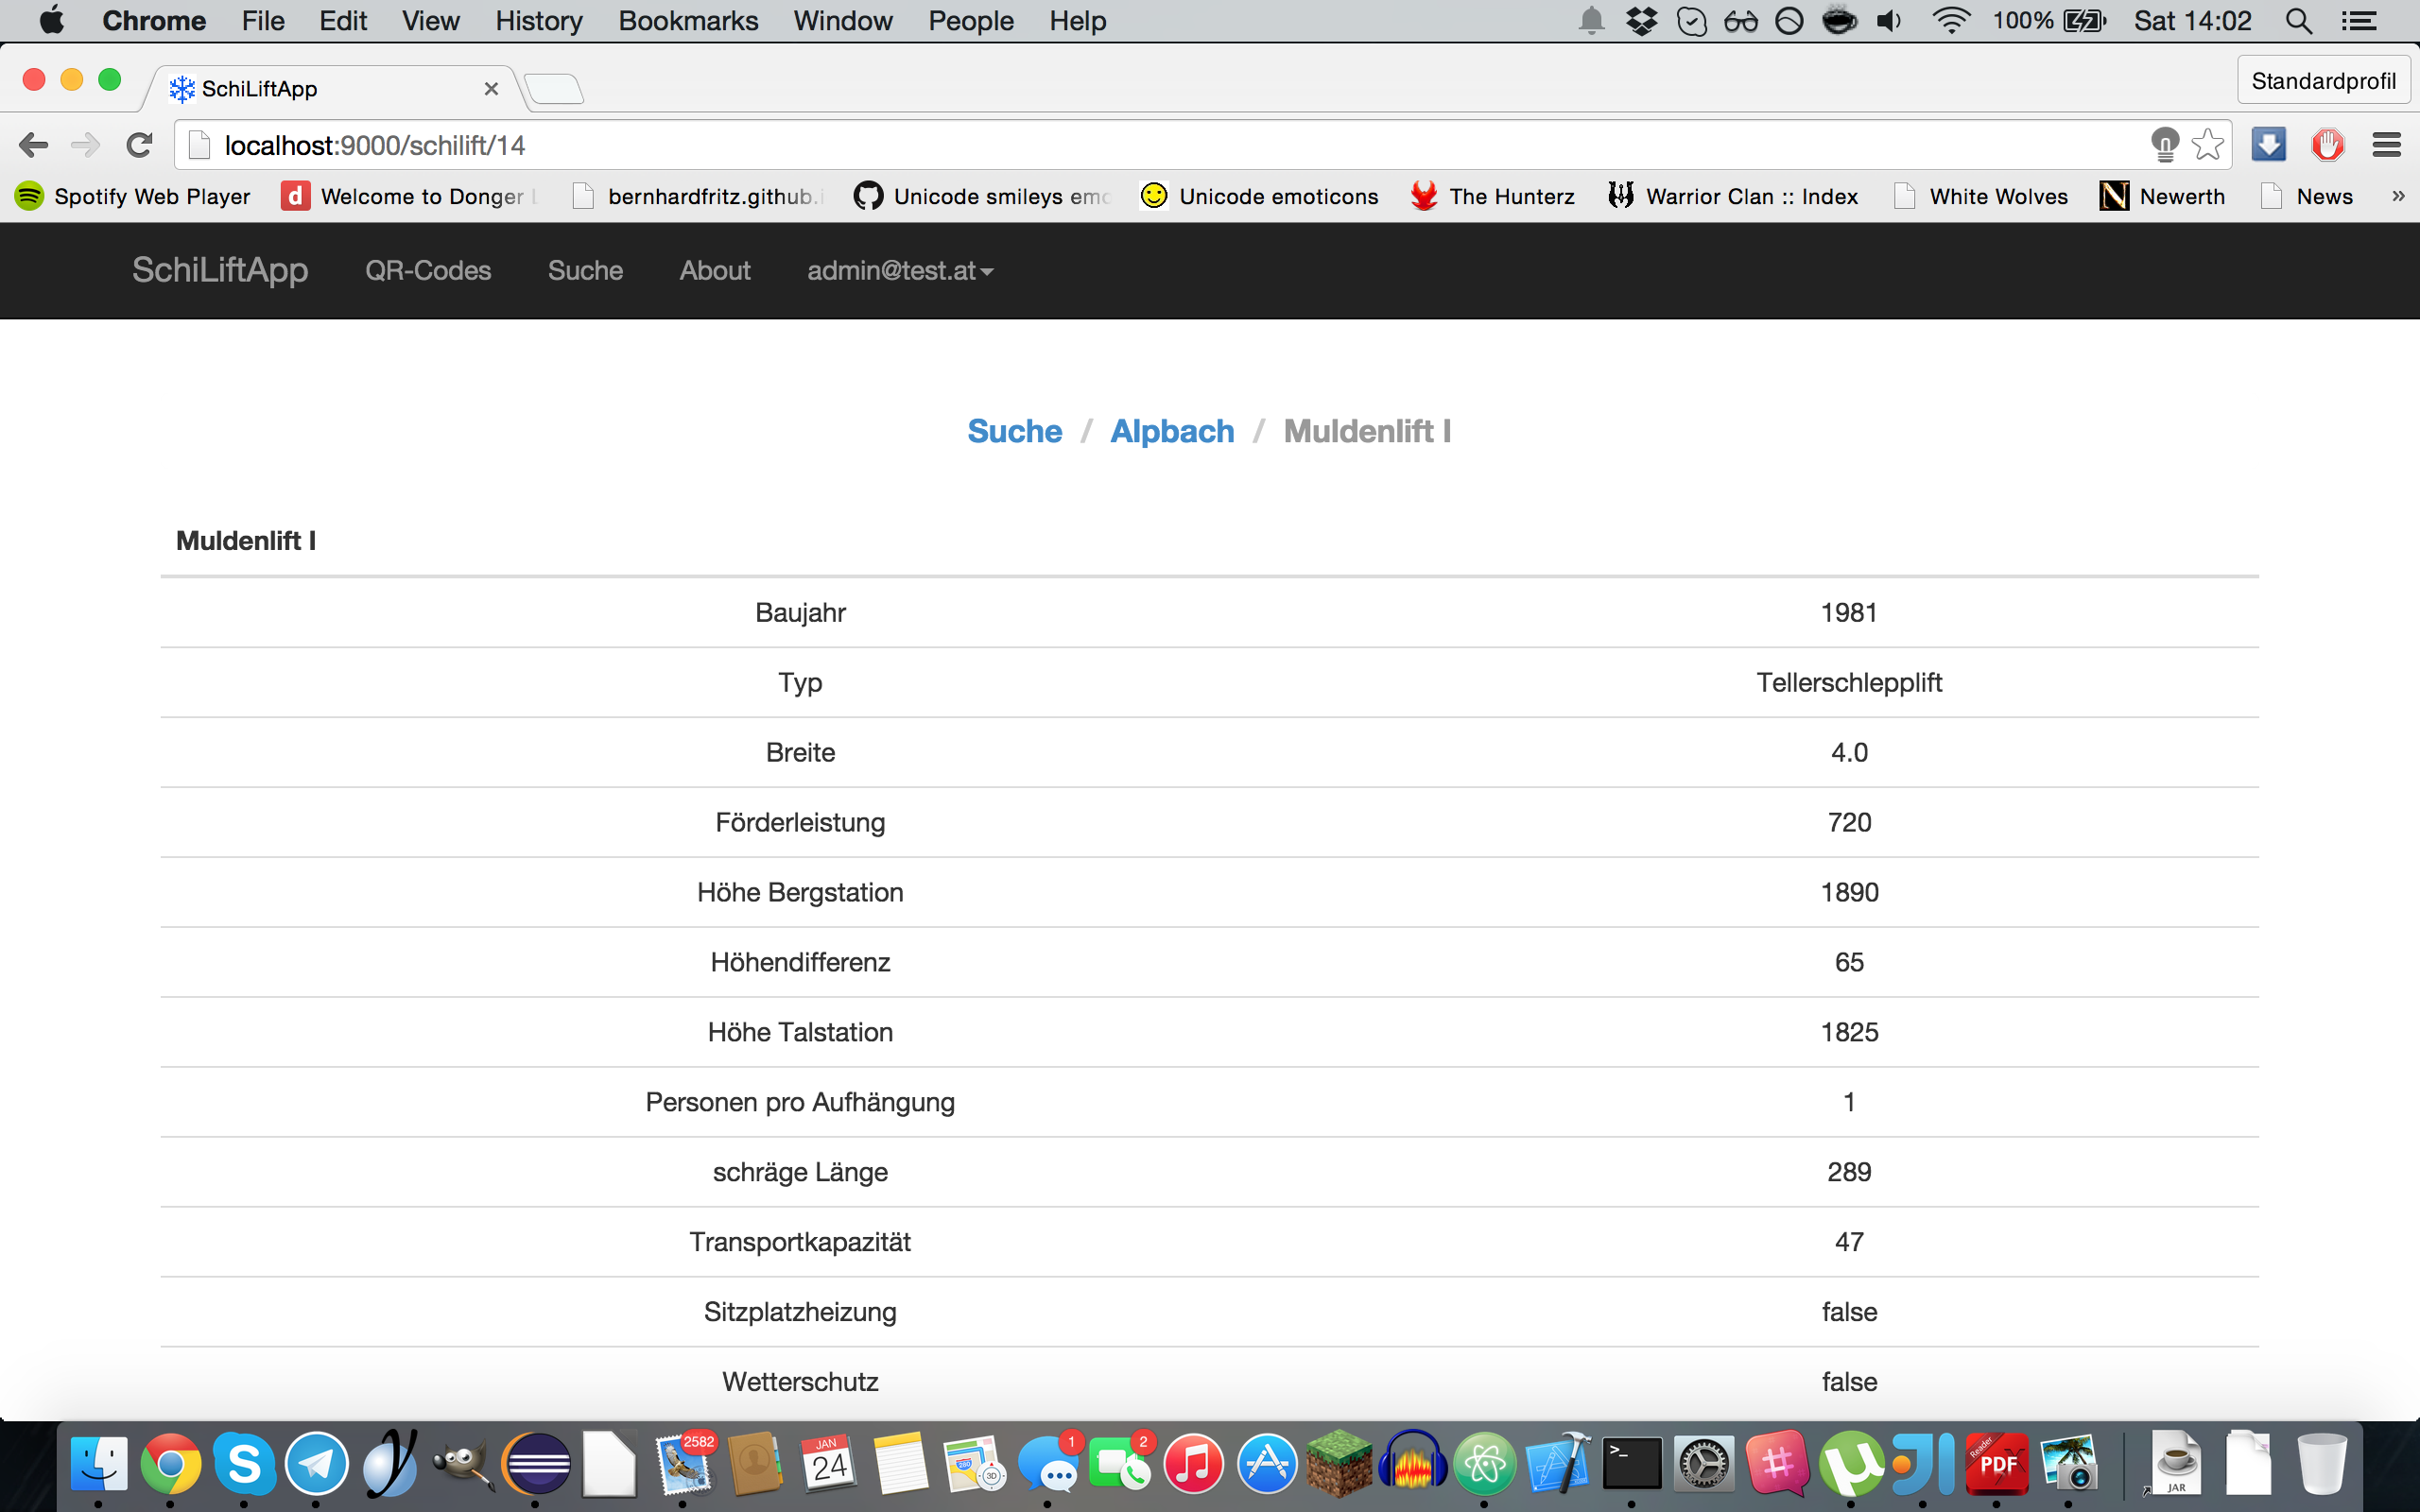 Chrome File Edit View History Bookmarks Window People Help 100% Sat 14:02
SchiLiftApp Standardprofil
localhost:9000/schilift/14
Spotify Web Player Welcome to Donger bernhardfritz.github. Unicode smileys Unicode emoticons The Hunterz Warrior Clan :: Index White Wolves Newerth News »
SchiLiftApp QR-Codes Suche About admin@test.at
Suche / Alpbach / Muldenlift I
Muldenlift I
Baujahr 1981
Typ Tellerschlepplift
Breite 4.0
Förderleistung 720
Höhe Bergstation 1890
Höhendifferenz 65
Höhe Talstation 1825
Personen pro Aufhängung 1
schräge Länge 289
Transportkapazität 47
Sitzplatzheizung false
Wetterschutz false
2582 JAN 24 280 3D 1 2 >_ # Reader PDF JAR